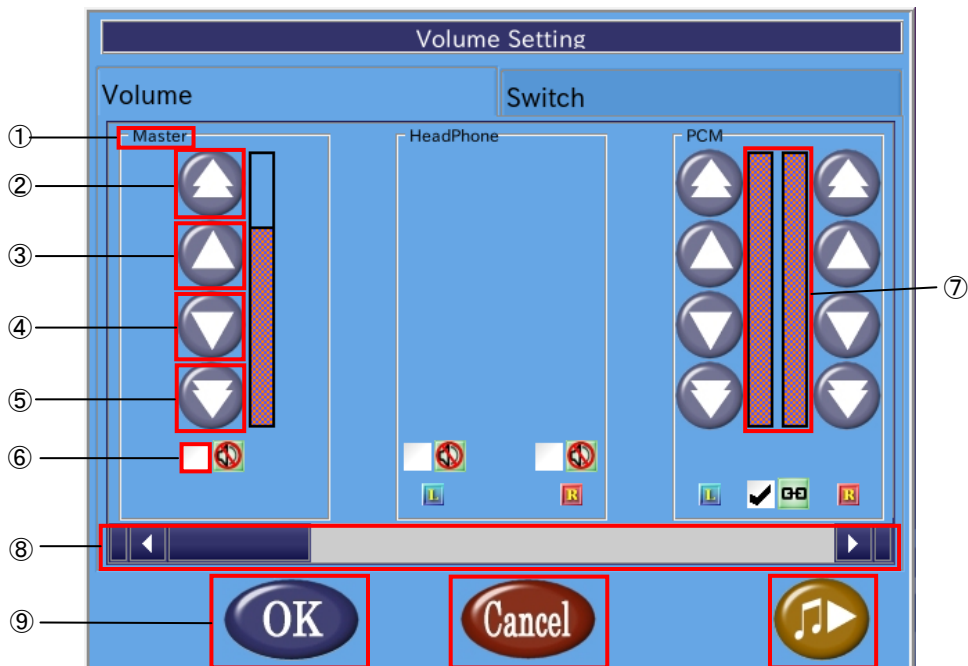 Volume Setting
Volume
Switch
① Master HeadPhone PCM
②
③
⑦
④
⑤
⑥
L R L R
⑧
⑨ OK Cancel